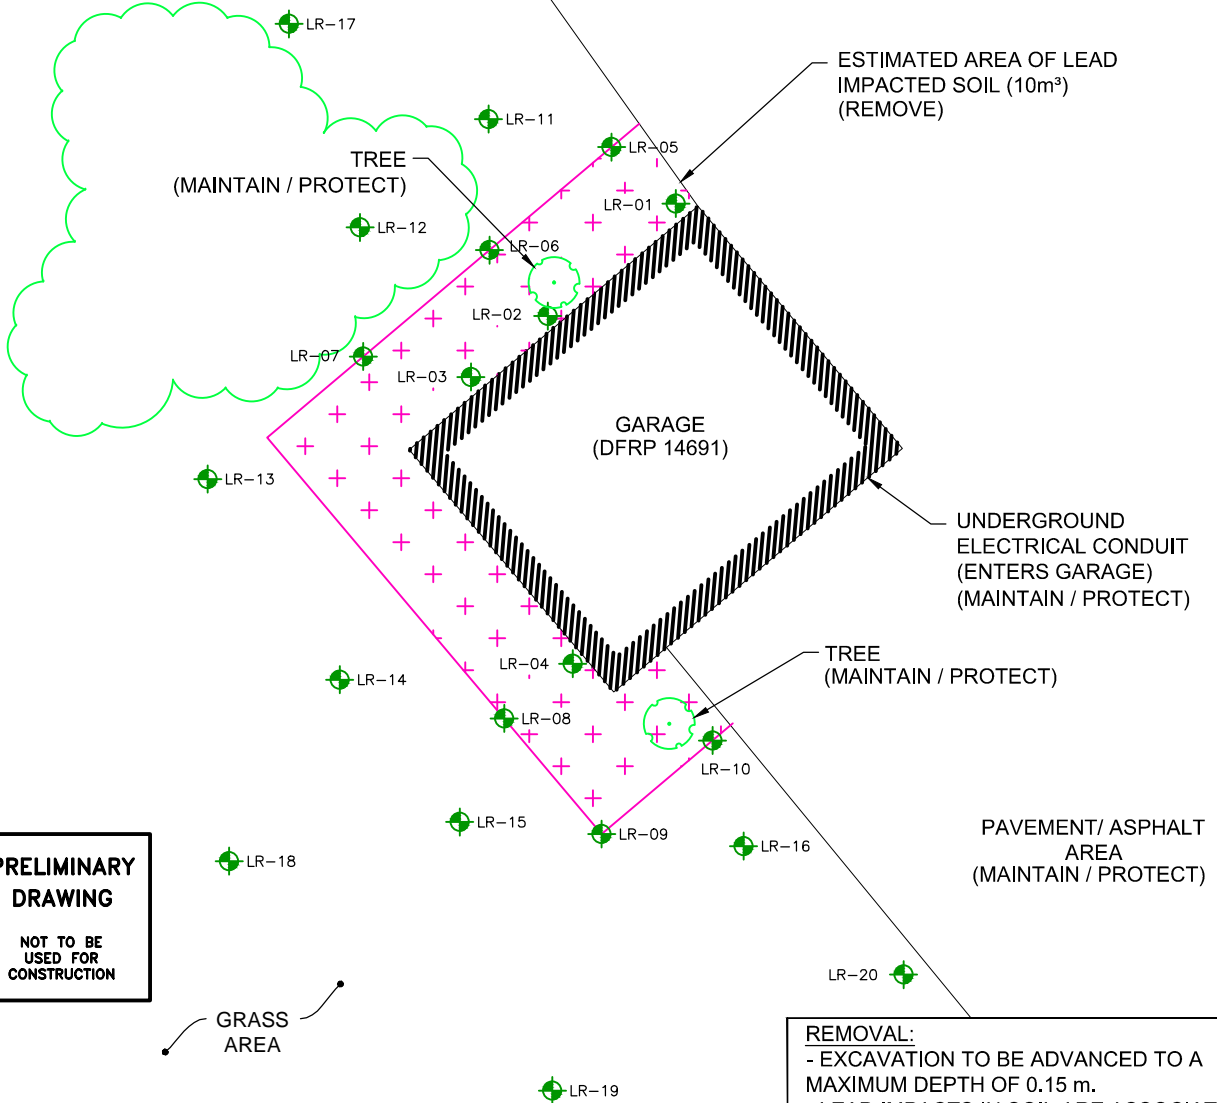 LR-17
ESTIMATED AREA OF LEAD
IMPACTED SOIL (10m³)
(REMOVE)
LR-11
LR-05
TREE
(MAINTAIN / PROTECT)
LR-01
LR-12
LR-06
LR-02
LR-07
LR-03
GARAGE
(DFRP 14691)
LR-13
UNDERGROUND
ELECTRICAL CONDUIT
(ENTERS GARAGE)
(MAINTAIN / PROTECT)
LR-04
TREE
(MAINTAIN / PROTECT)
LR-14
LR-08
LR-10
LR-15
LR-09
LR-16
PAVEMENT/ ASPHALT
AREA
(MAINTAIN / PROTECT)
LR-18
PRELIMINARY
DRAWING
NOT TO BE
USED FOR
CONSTRUCTION
LR-20
GRASS
AREA
LR-19
REMOVAL:
- EXCAVATION TO BE ADVANCED TO A
MAXIMUM DEPTH OF 0.15 m.